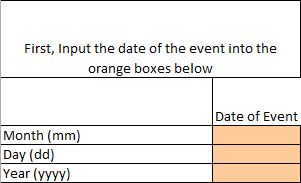 First, Input the date of the event into the
orange boxes below
Date of Event
Month (mm)
Day (dd)
Year (yyyy)